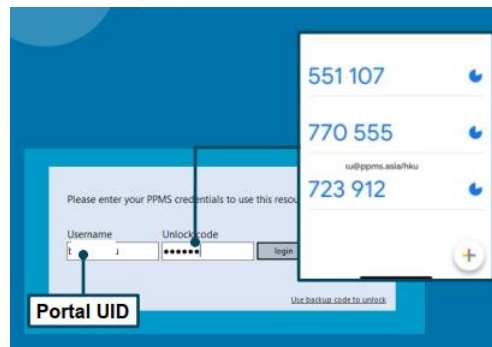 551 107
770 555
u@ppms.asia/hku
723 912
Please enter your PPMS credentials to use this resou
Username Unlock code
login
Portal UID
Use backup code to unlock